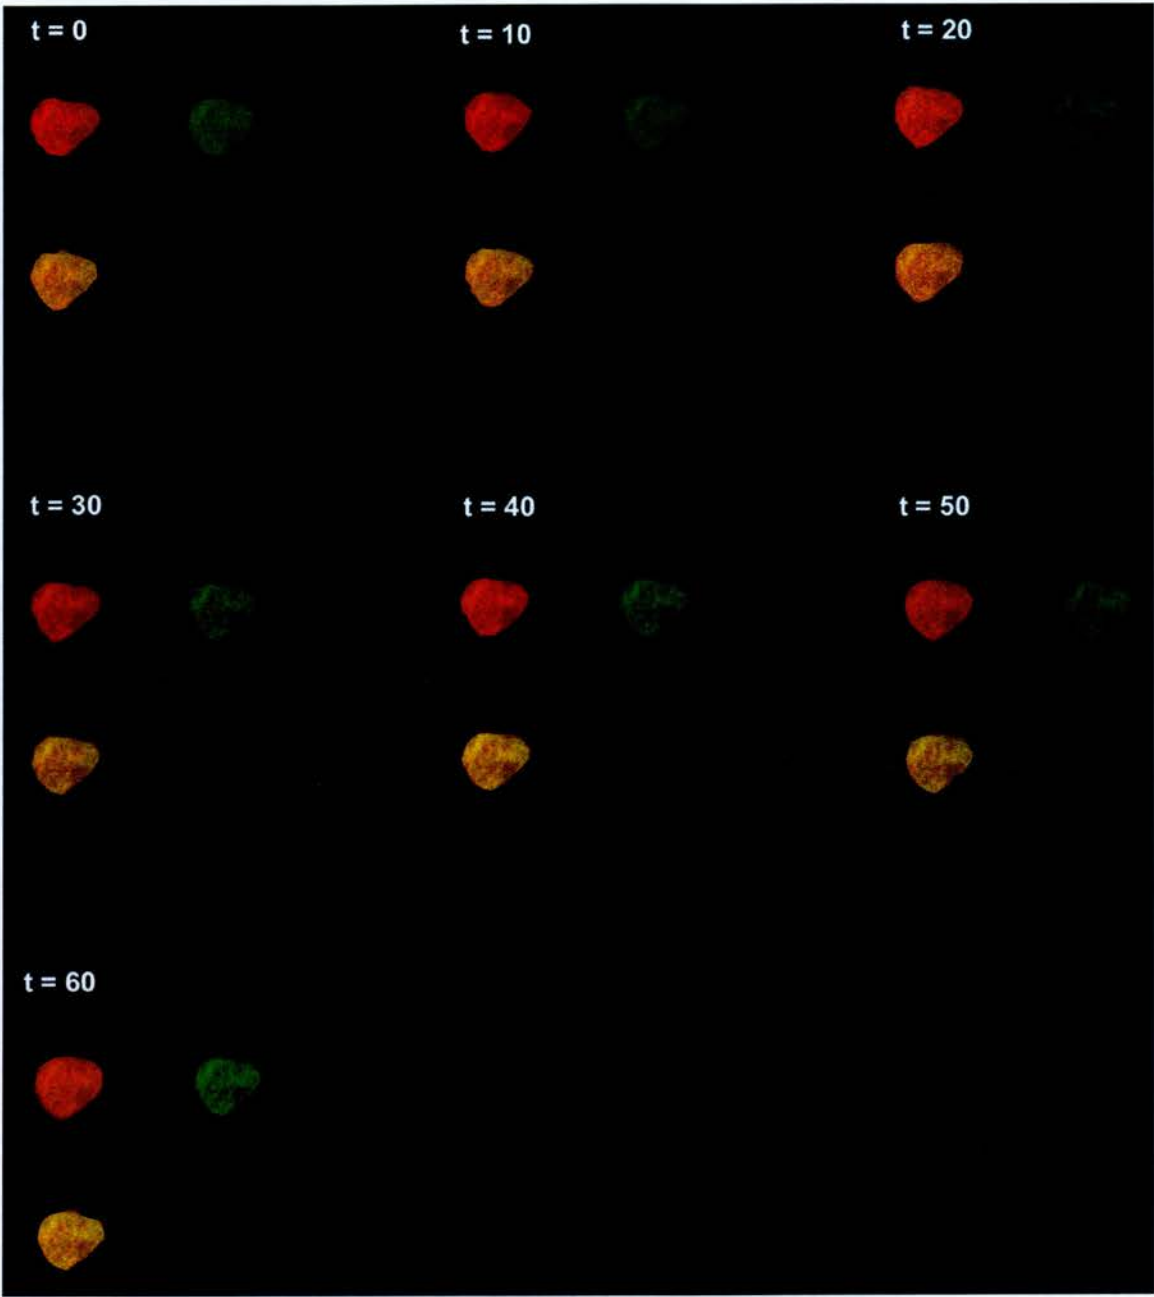 t = 0
t = 10
t = 20
t = 30
t = 40
t = 50
t = 60